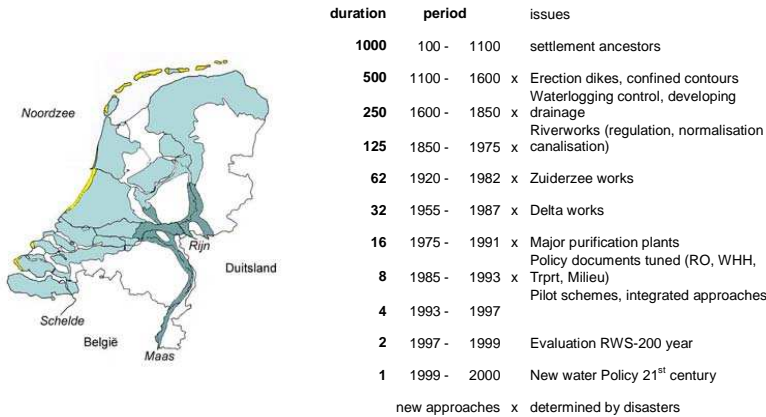 duration period issues
1000 100 - 1100 settlement ancestors
500 1100 - 1600 x Erection dikes, confined contours
250 1600 - 1850 x Waterlogging control, developing
drainage
125 1850 - 1975 x Riverworks (regulation, normalisation
canalisation)
62 1920 - 1982 x Zuiderzee works
32 1955 - 1987 x Delta works
16 1975 - 1991 x Major purification plants
8 1985 - 1993 x Policy documents tuned (RO, WHH,
Trprt, Milieu)
4 1993 - 1997 Pilot schemes, integrated approaches
2 1997 - 1999 Evaluation RWS-200 year
1 1999 - 2000 New water Policy 21st century
new approaches x determined by disasters
Noordzee
Rijn
Duitsland
Schelde
België
Maas